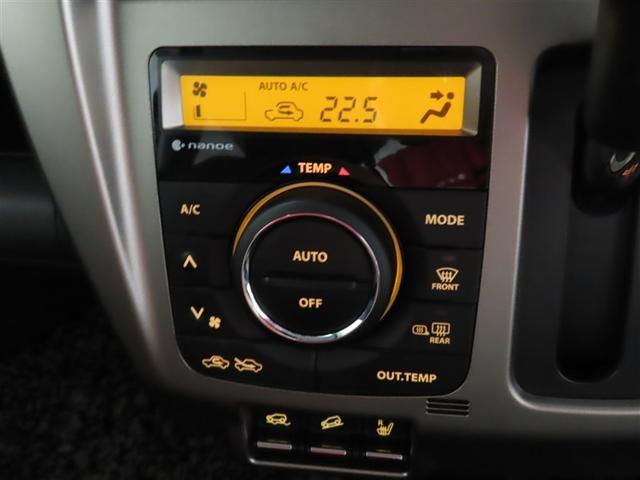 AUTO A/C
22.5
nanoe
TEMP
A/C
MODE
AUTO
OFF
FRONT
REAR
OUT.TEMP
R